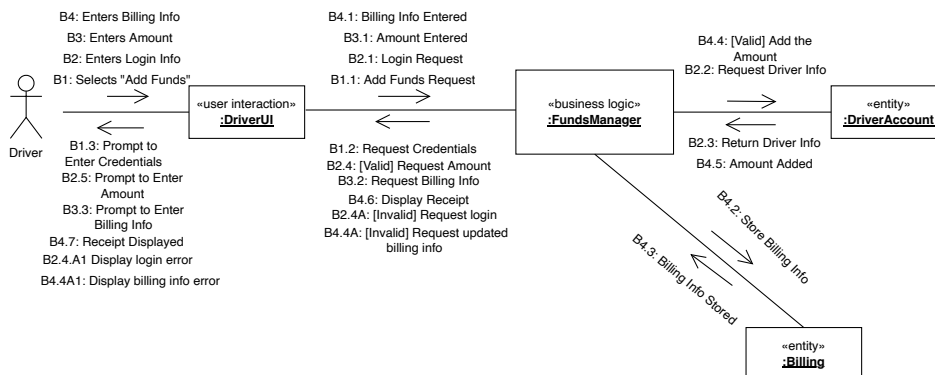 B4: Enters Billing Info
B3: Enters Amount
B2: Enters Login Info
B1: Selects "Add Funds"
Driver
B1.3: Prompt to
Enter Credentials
B2.5: Prompt to Enter
Amount
B3.3: Prompt to Enter
Billing Info
B4.7: Receipt Displayed
B2.4.A1 Display login error
B4.4A1: Display billing info error
«user interaction»
:DriverUI
B4.1: Billing Info Entered
B3.1: Amount Entered
B2.1: Login Request
B1.1: Add Funds Request
B1.2: Request Credentials
B2.4: [Valid] Request Amount
B3.2: Request Billing Info
B4.6: Display Receipt
B2.4A: [Invalid] Request login
B4.4A: [Invalid] Request updated
billing info
«business logic»
:FundsManager
B4.4: [Valid] Add the
Amount
B2.2: Request Driver Info
B2.3: Return Driver Info
B4.5: Amount Added
«entity»
:DriverAccount
B4.2: Store Billing Info
B4.3: Billing Info Stored
«entity»
:Billing